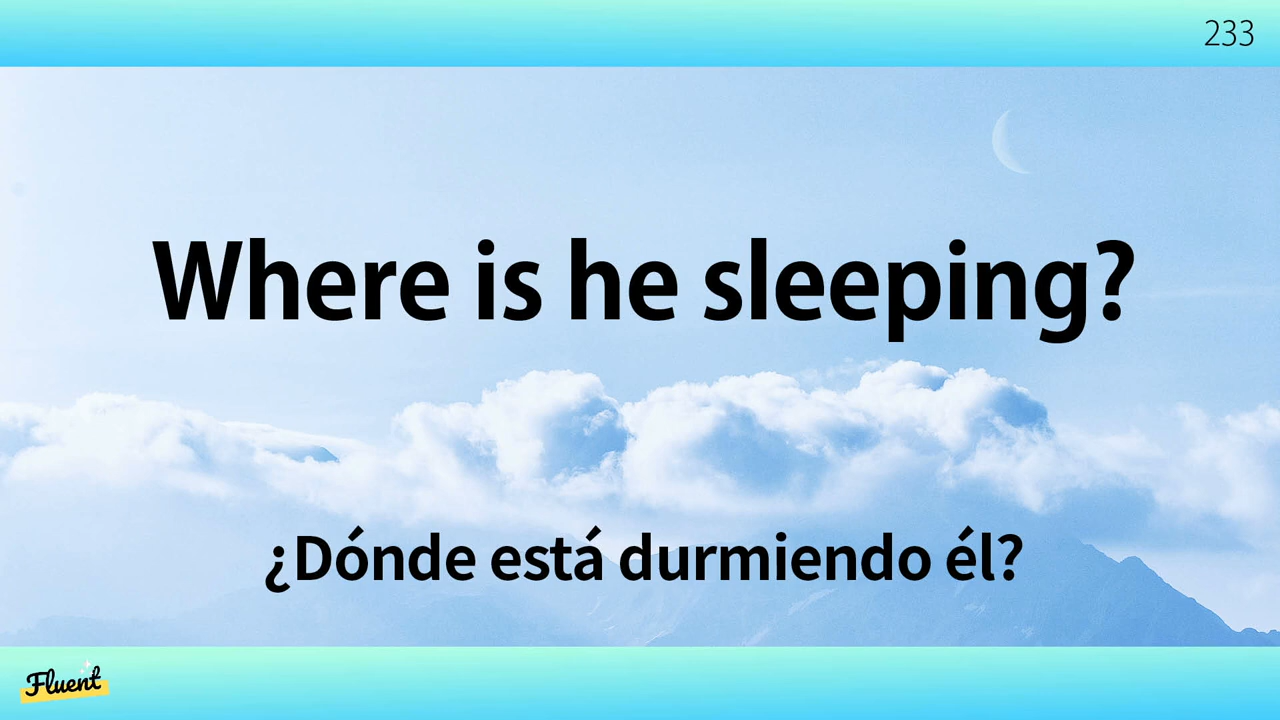 233
Where is he sleeping?
¿Dónde está durmiendo él?
Fluent